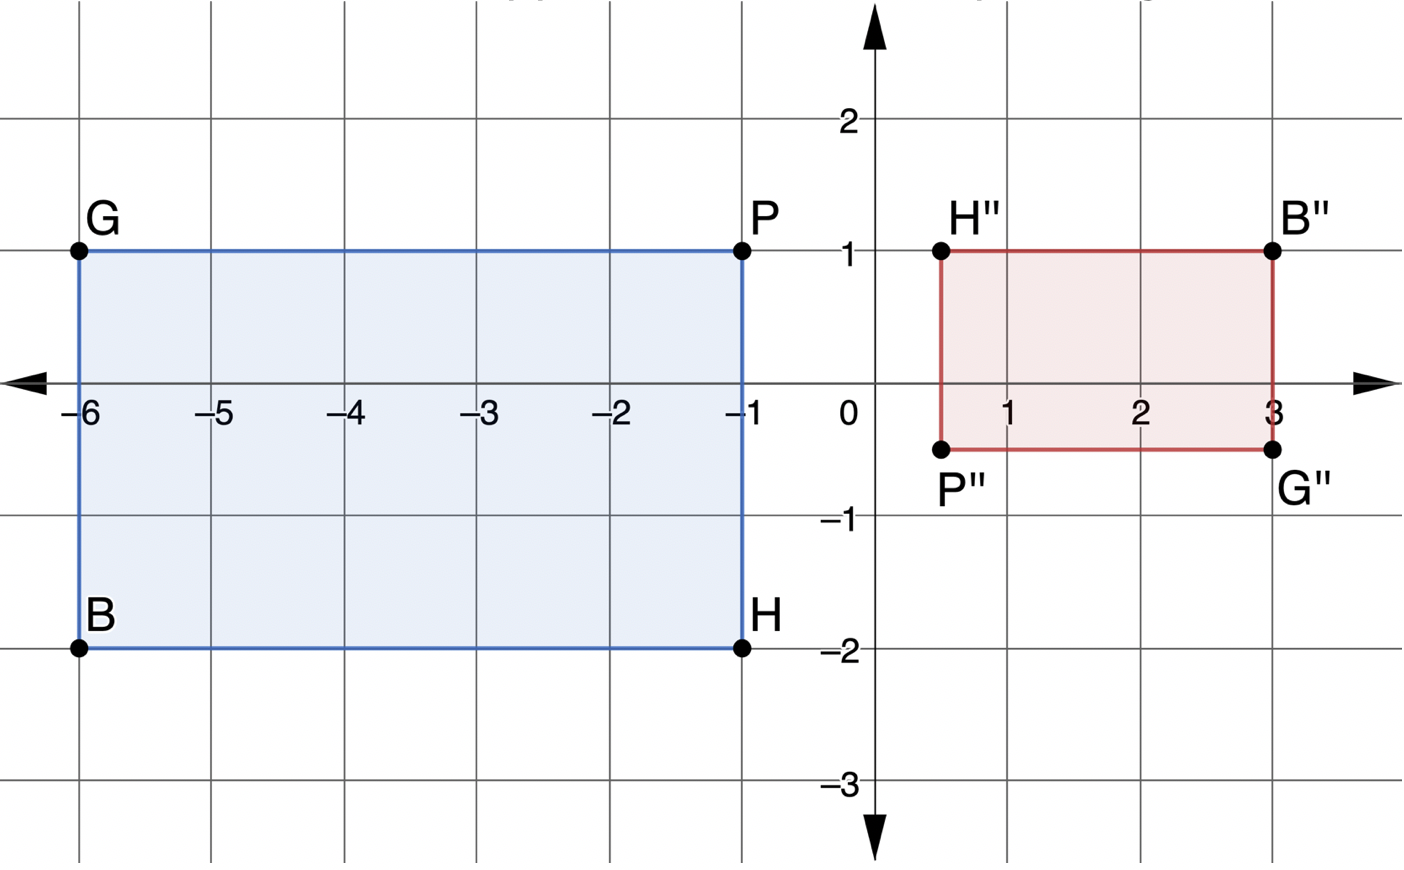 2
G
P
H"
B"
1
–6
–5
–4
–3
–2
–1
0
1
2
3
P"
G"
–1
B
H
–2
–3